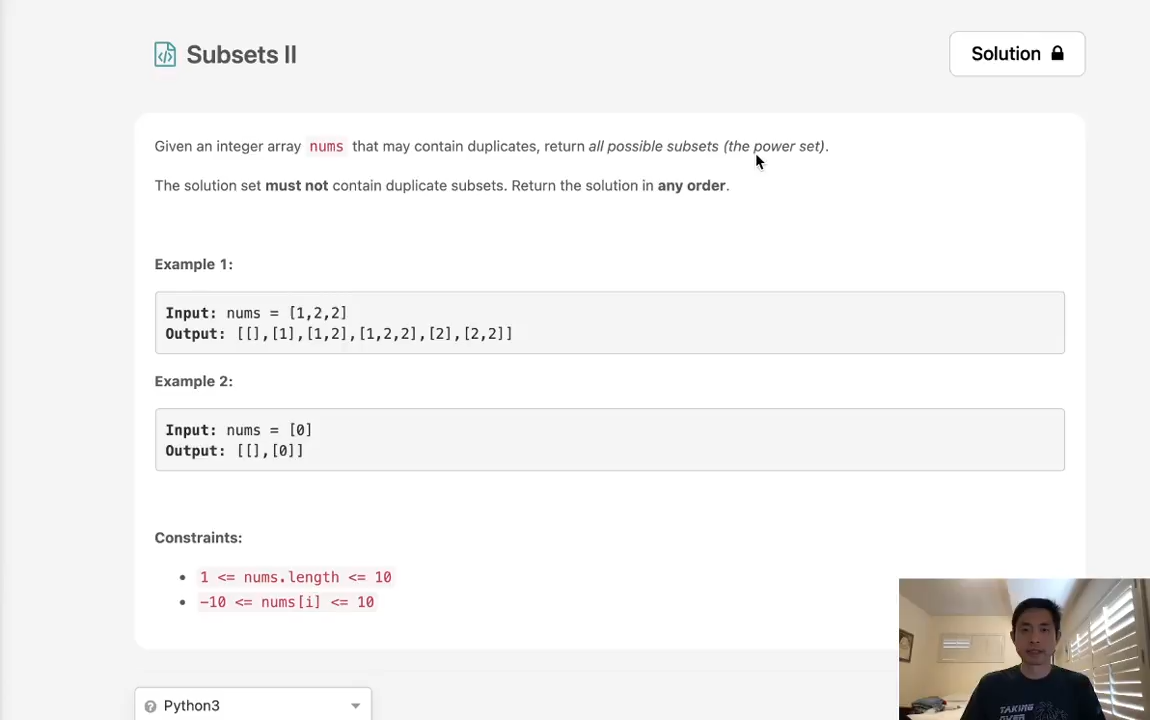 Subsets II
Solution
Given an integer array nums that may contain duplicates, return all possible subsets (the power set).
The solution set must not contain duplicate subsets. Return the solution in any order.
Example 1:
Input: nums = [1,2,2]
Output: [[],[1],[1,2],[1,2,2],[2],[2,2]]
Example 2:
Input: nums = [0]
Output: [[],[0]]
Constraints:
1 <= nums.length <= 10
-10 <= nums[i] <= 10
Python3
TAKING
OVER